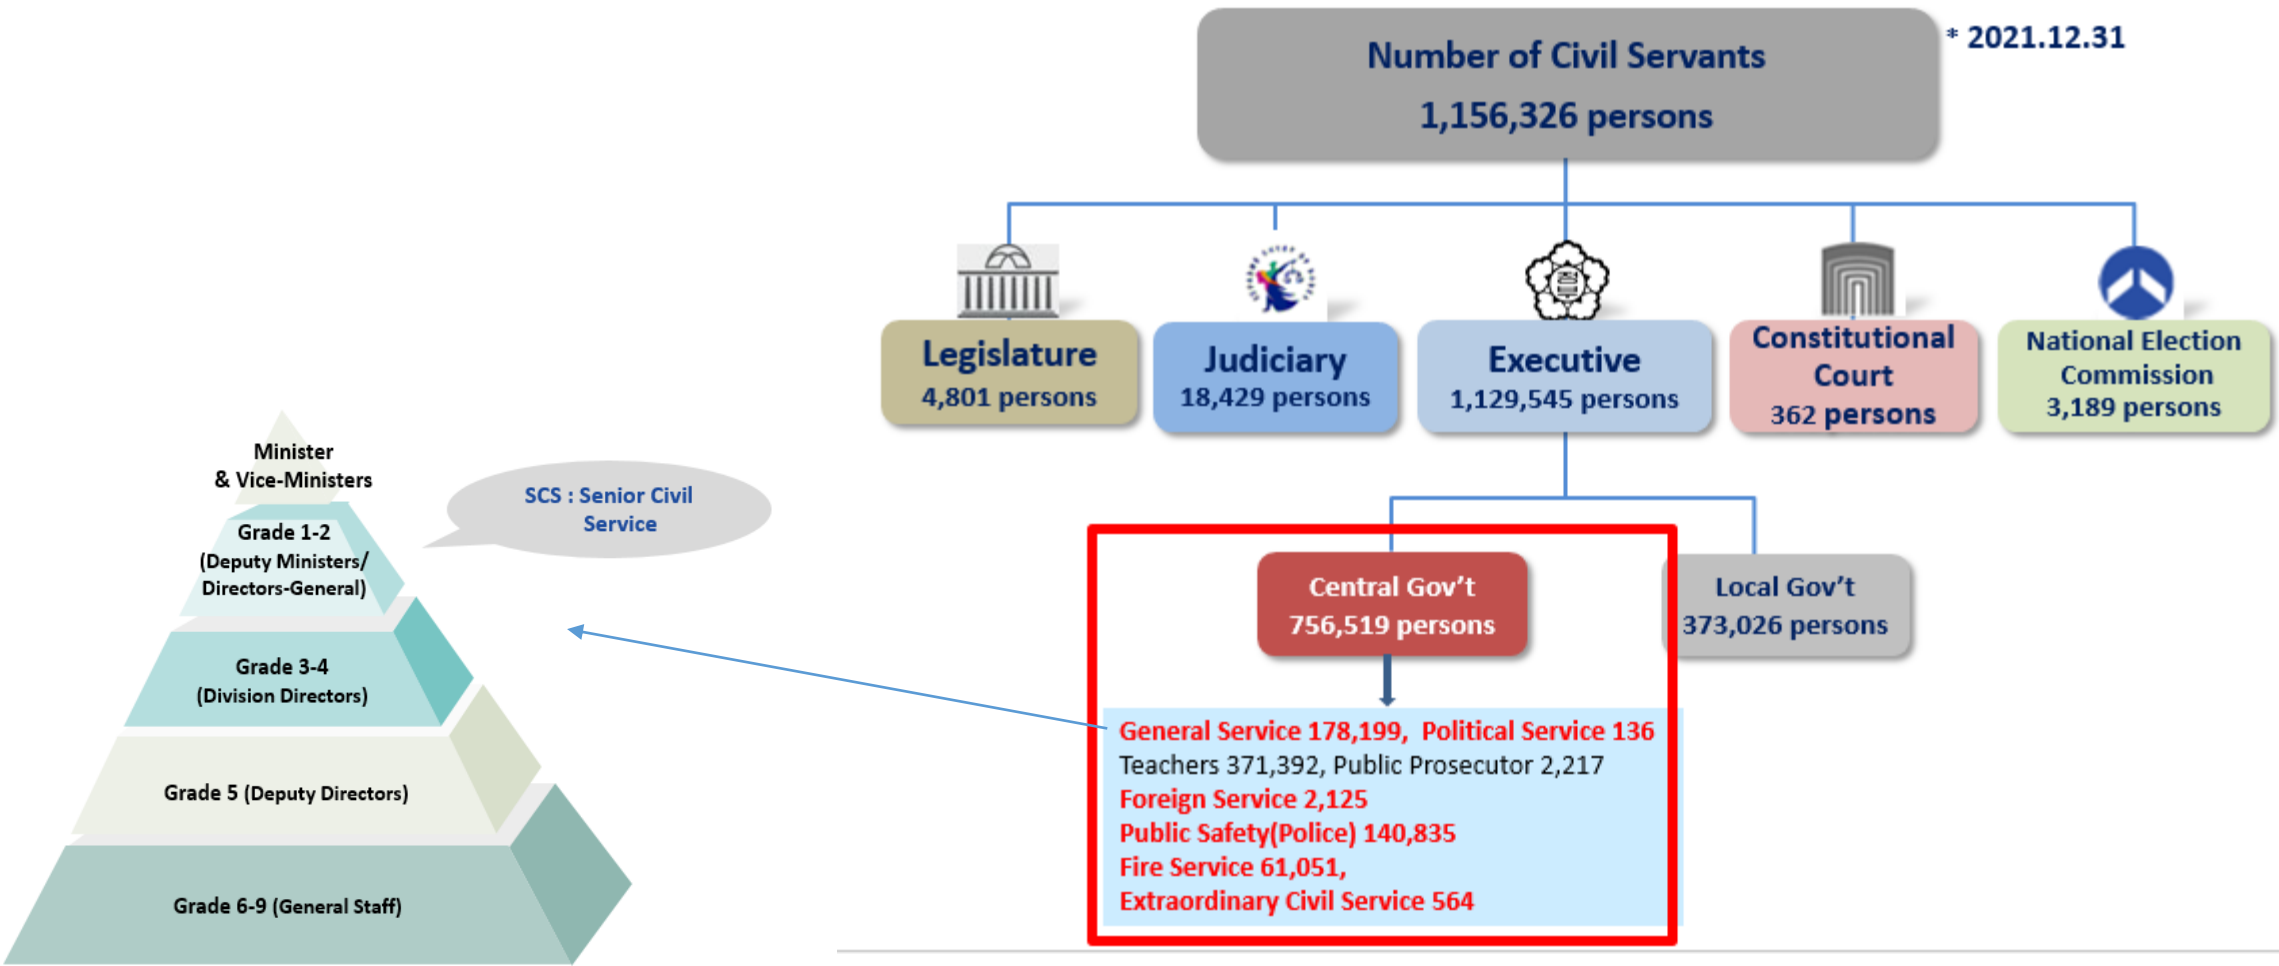 Number of Civil Servants
1,156,326 persons
* 2021.12.31
Legislature
4,801 persons
Judiciary
18,429 persons
Executive
1,129,545 persons
Constitutional
Court
362 persons
National Election
Commission
3,189 persons
Central Gov’t
756,519 persons
Local Gov’t
373,026 persons
General Service 178,199, Political Service 136
Teachers 371,392, Public Prosecutor 2,217
Foreign Service 2,125
Public Safety(Police) 140,835
Fire Service 61,051,
Extraordinary Civil Service 564
SCS : Senior Civil
Service
Minister
& Vice-Ministers
Grade 1-2
(Deputy Ministers/
Directors-General)
Grade 3-4
(Division Directors)
Grade 5 (Deputy Directors)
Grade 6-9 (General Staff)